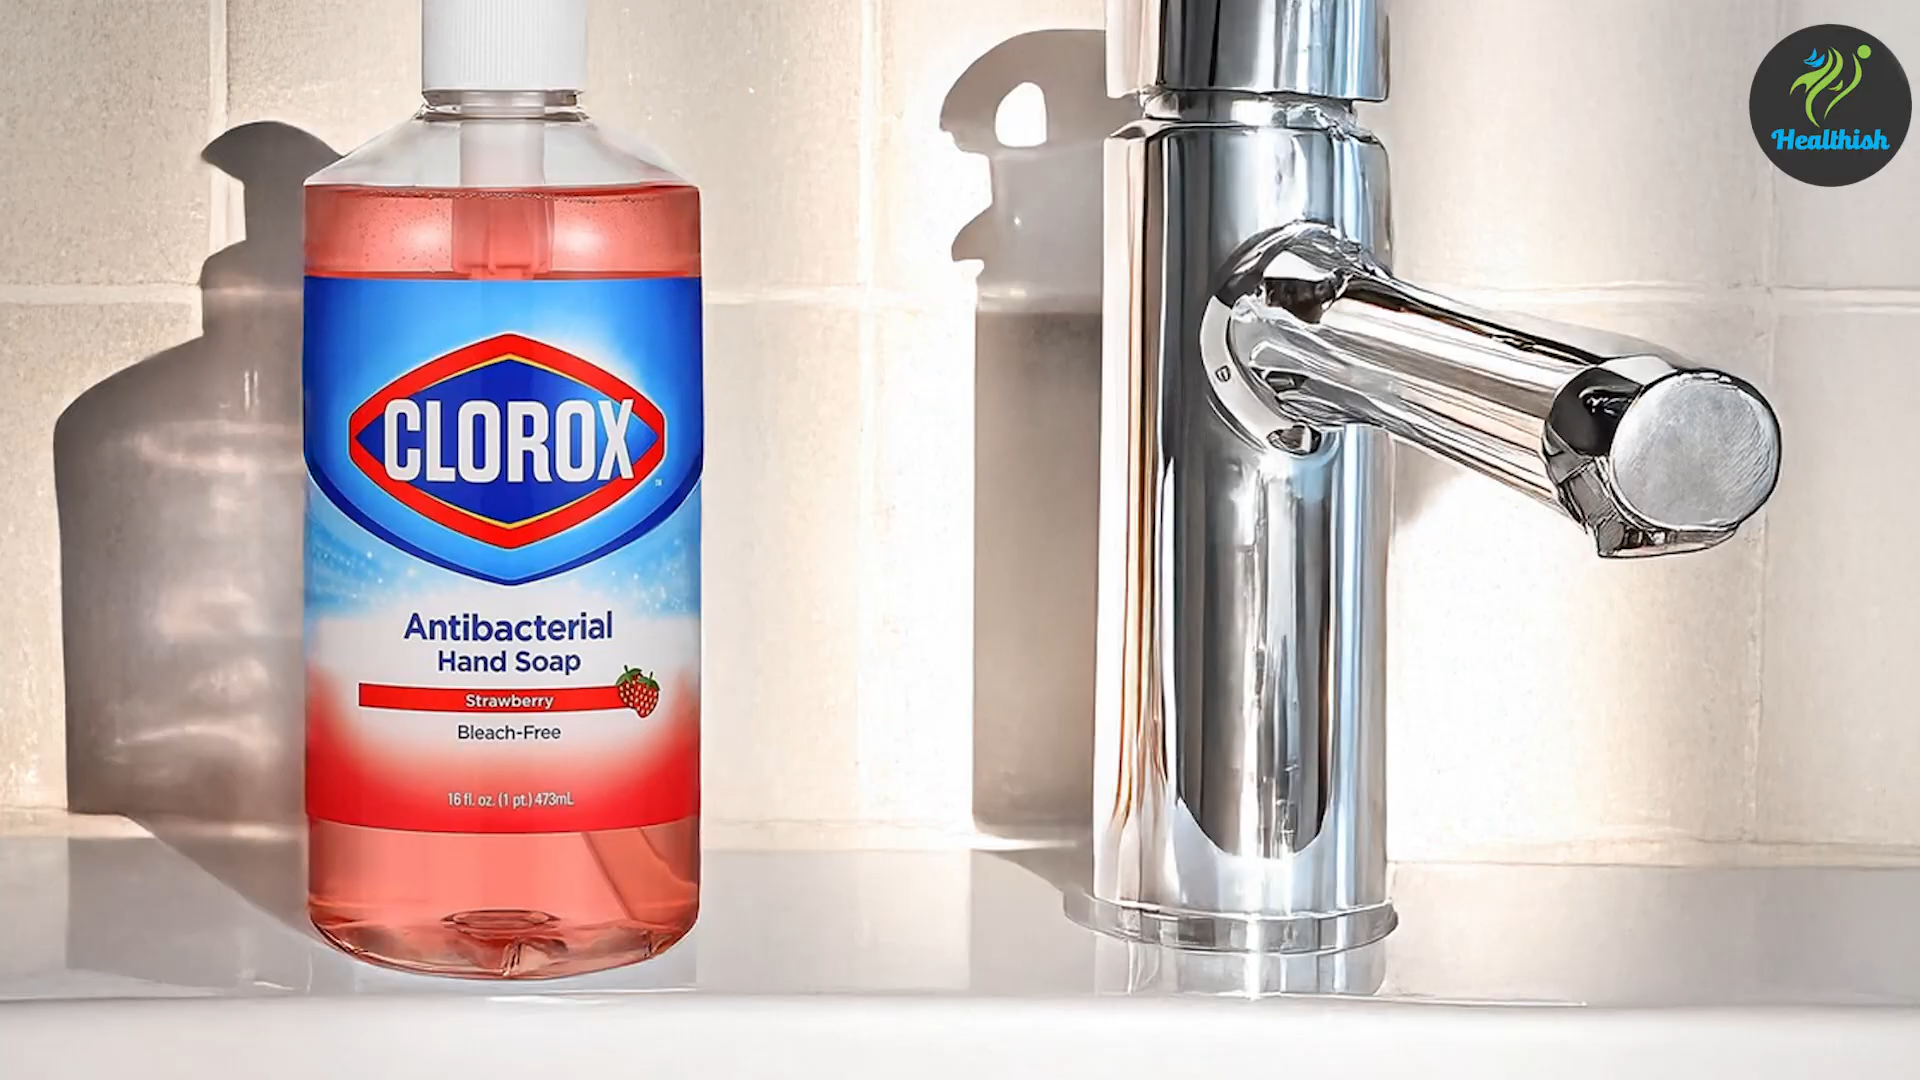 Healthish
CLOROX
Antibacterial
Hand Soap
Strawberry
Bleach-Free
16 fl. oz. (1 pt.) 473mL